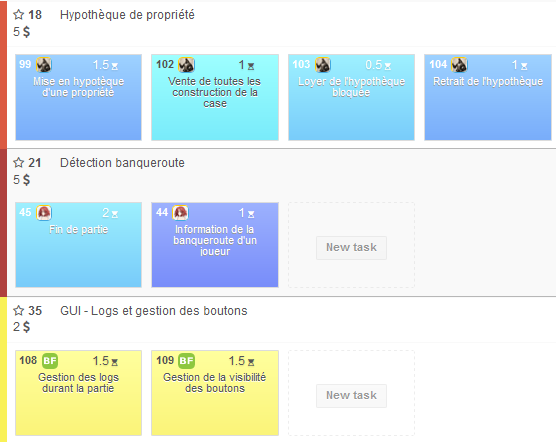 18 Hypothèque de propriété
5 $
99 1.5
Mise en hypotèque
d'une propriété
102 1
Vente de toutes les
construction de la
case
103 0.5
Loyer de l'hypothèque
bloquée
104 1
Retrait de l'hypothèque
21 Détection banqueroute
5 $
45 2
Fin de partie
44 1
Information de la
banqueroute d'un
joueur
New task
35 GUI - Logs et gestion des boutons
2 $
108 BF 1.5
Gestion des logs
durant la partie
109 BF 1.5
Gestion de la visibilité
des boutons
New task